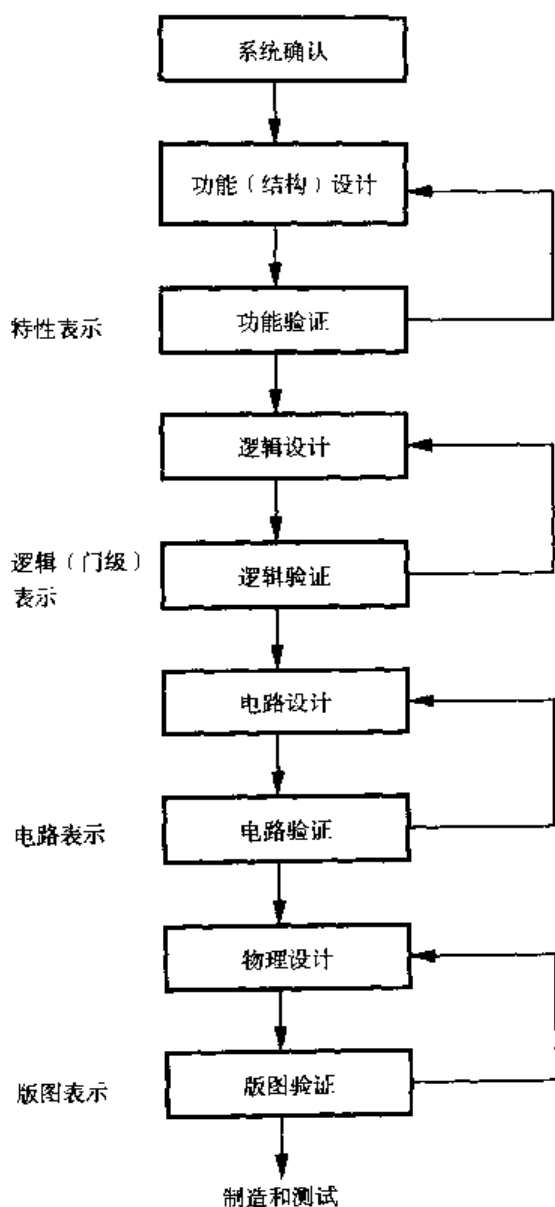 系统确认
功能（结构）设计
功能验证
特性表示
逻辑设计
逻辑（门级）
表示
逻辑验证
电路设计
电路验证
电路表示
物理设计
版图验证
版图表示
制造和测试